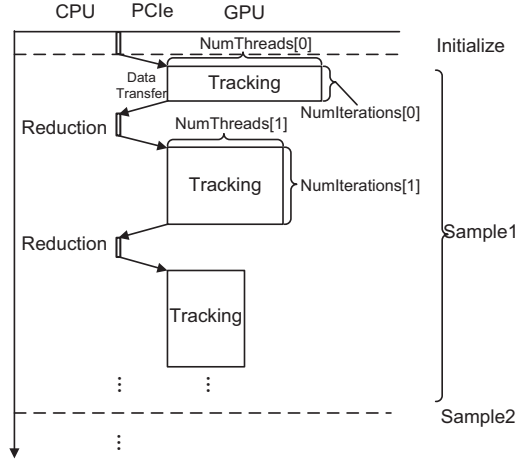 CPU PCIe GPU
NumThreads[0]
Initialize
Data
Transfer
Tracking
NumIterations[0]
Reduction
NumThreads[1]
Tracking
NumIterations[1]
Sample1
Reduction
Tracking
Sample2